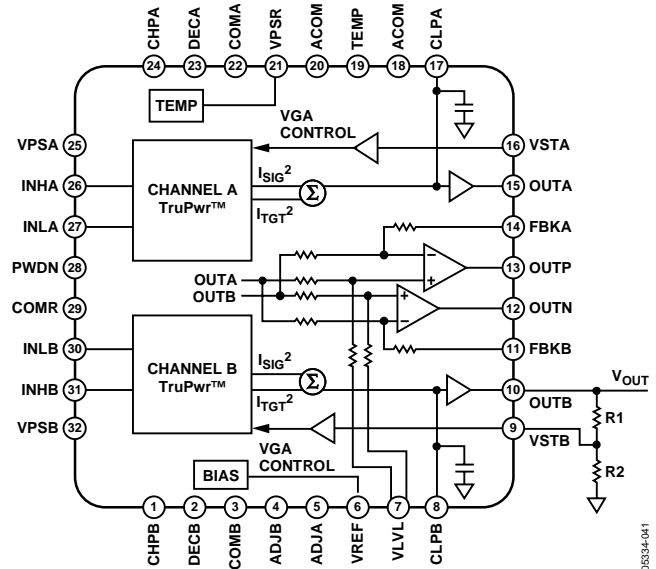 CHPA DECA COMA VPSR ACOM TEMP ACOM CLPA
24 23 22 21 20 19 18 17
TEMP
VGA
CONTROL
VPSA 25
16 VSTA
INHA 26
CHANNEL A
TruPwr™
ISIG2
Σ
ITGT2
15 OUTA
INLA 27
14 FBKA
PWDN 28
OUTA
OUTB
− +
13 OUTP
COMR 29
+ −
12 OUTN
INLB 30
11 FBKB
CHANNEL B
TruPwr™
ISIG2
Σ
ITGT2
INHB 31
10 OUTB
VOUT
R1
VPSB 32
9 VSTB
R2
VGA
CONTROL
BIAS
1 2 3 4 5 6 7 8
CHPB DECB COMB ADJB ADJA VREF VLVL CLPB
05334-041